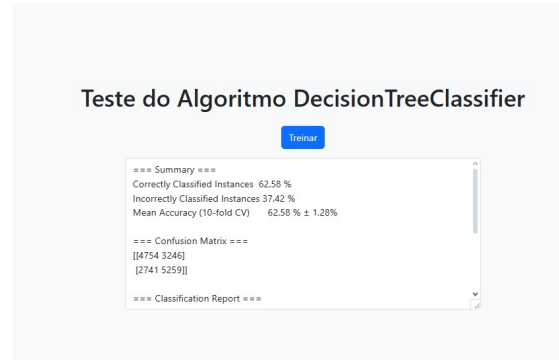 Teste do Algoritmo DecisionTreeClassifier
Treinar
=== Summary ===
Correctly Classified Instances 62.58 %
Incorrectly Classified Instances 37.42 %
Mean Accuracy (10-fold CV) 62.58 % ± 1.28%
=== Confusion Matrix ===
[[4754 3246]
[2741 5259]]
=== Classification Report ===